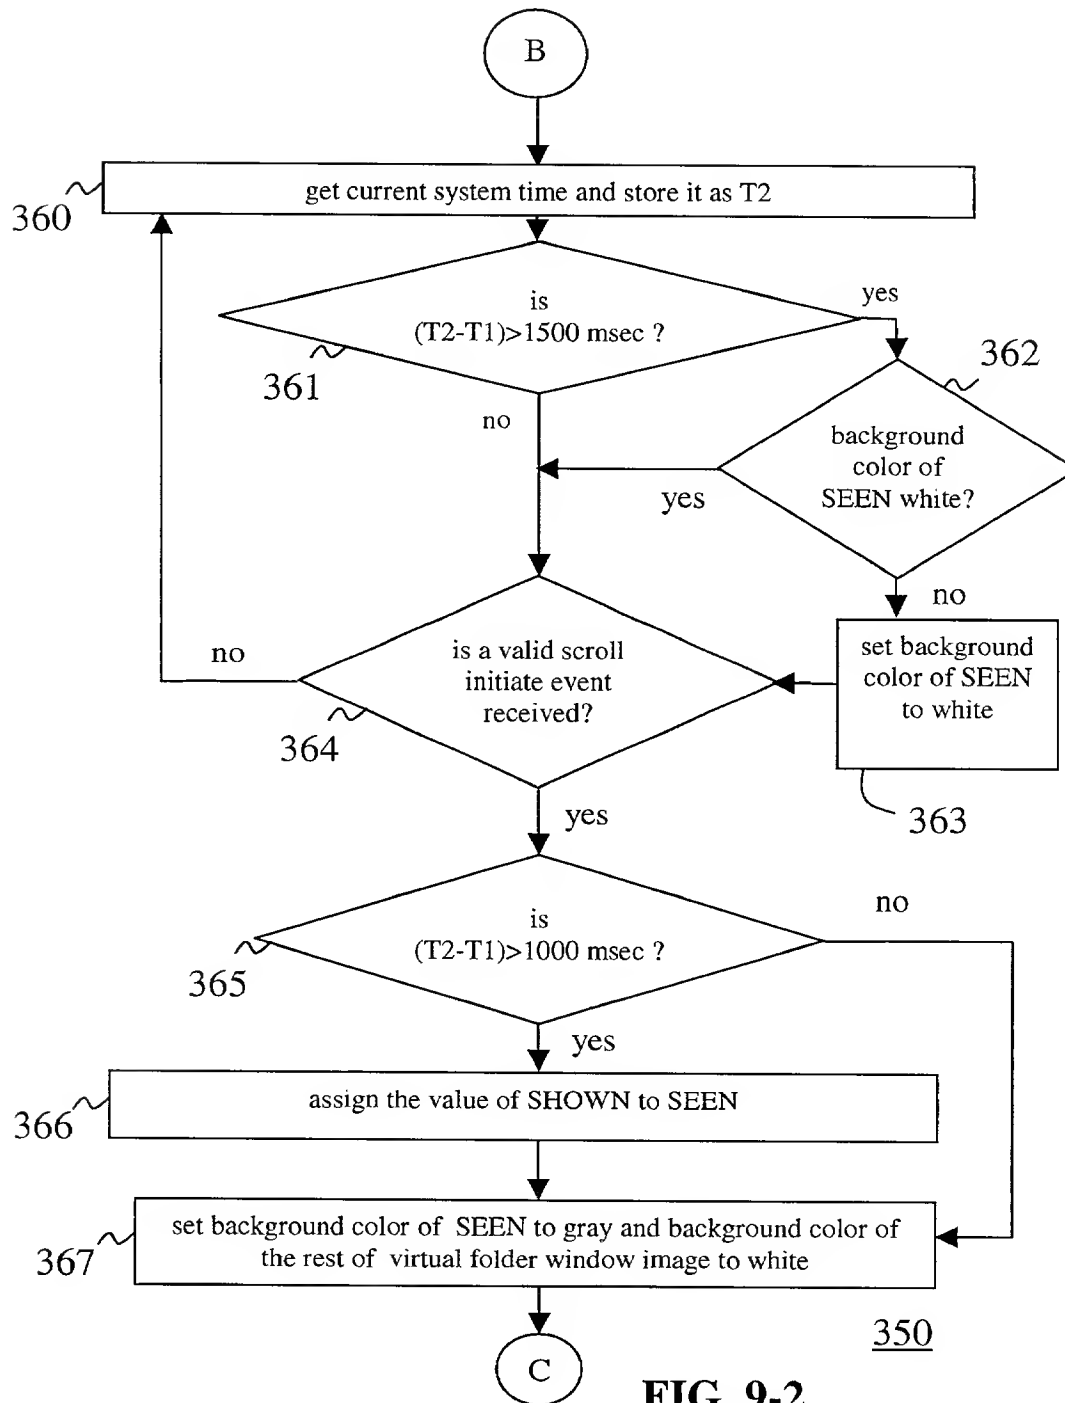 B
get current system time and store it as T2
360
is
(T2-T1)>1500 msec ?
yes
361
362
no
background
color of
SEEN white?
yes
no
is a valid scroll
initiate event
received?
no
set background
color of SEEN
to white
364
363
yes
is
(T2-T1)>1000 msec ?
no
365
yes
assign the value of SHOWN to SEEN
366
set background color of SEEN to gray and background color of
the rest of virtual folder window image to white
367
350
C
FIG. 9-2